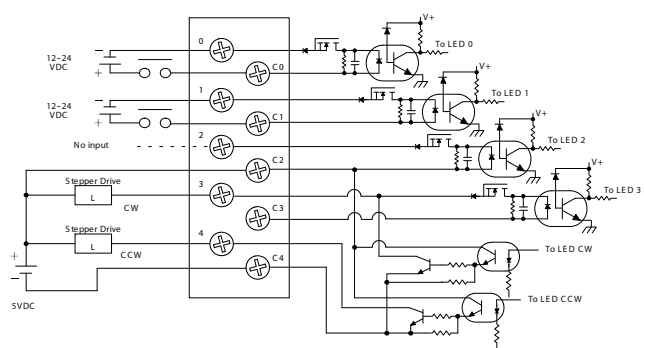 V+
0
To LED 0
12-24
VDC
C0
V+
1
To LED 1
12-24
VDC
C1
V+
2
To LED 2
No input
C2
V+
Stepper Drive
3
To LED 3
L
CW
C3
Stepper Drive
4
L
CCW
To LED CW
C4
5VDC
To LED CCW